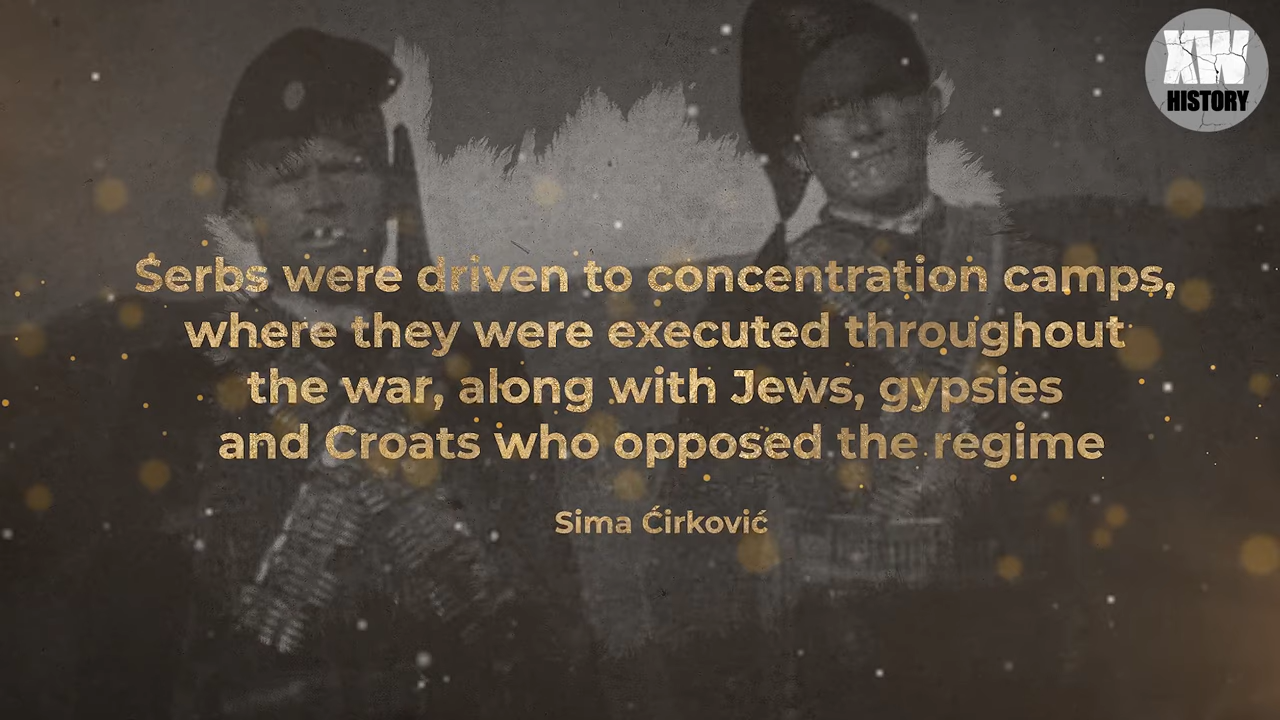 XW
HISTORY
Serbs were driven to concentration camps,
where they were executed throughout
the war, along with Jews, gypsies
and Croats who opposed the regime
Sima Ćirković